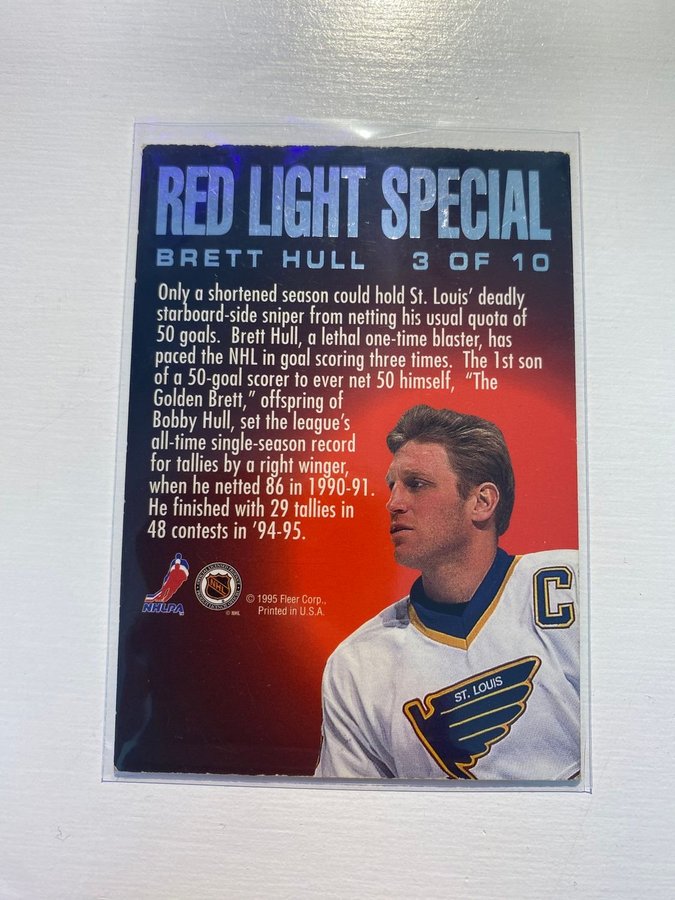 RED LIGHT SPECIAL
BRETT HULL 3 OF 10
Only a shortened season could hold St. Louis' deadly
starboard-side sniper from netting his usual quota of
50 goals. Brett Hull, a lethal one-time blaster, has
paced the NHL in goal scoring three times. The 1st son
of a 50-goal scorer to ever net 50 himself, "The
Golden Brett," offspring of
Bobby Hull, set the league's
all-time single-season record
for tallies by a right winger,
when he netted 86 in 1990-91.
He finished with 29 tallies in
48 contests in '94-95.
C
ST. LOUIS
NHLPA
NHL
© NHL
© 1995 Fleer Corp.,
Printed in U.S.A.